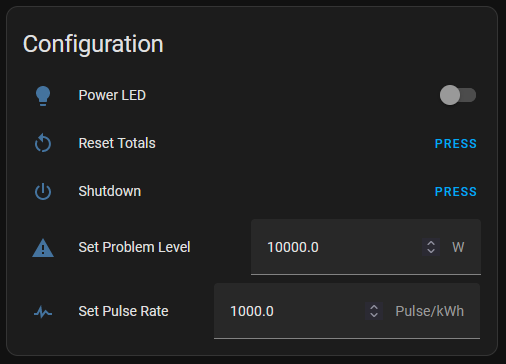 Configuration
Power LED
Reset Totals PRESS
Shutdown PRESS
Set Problem Level 10000.0 W
Set Pulse Rate 1000.0 Pulse/kWh